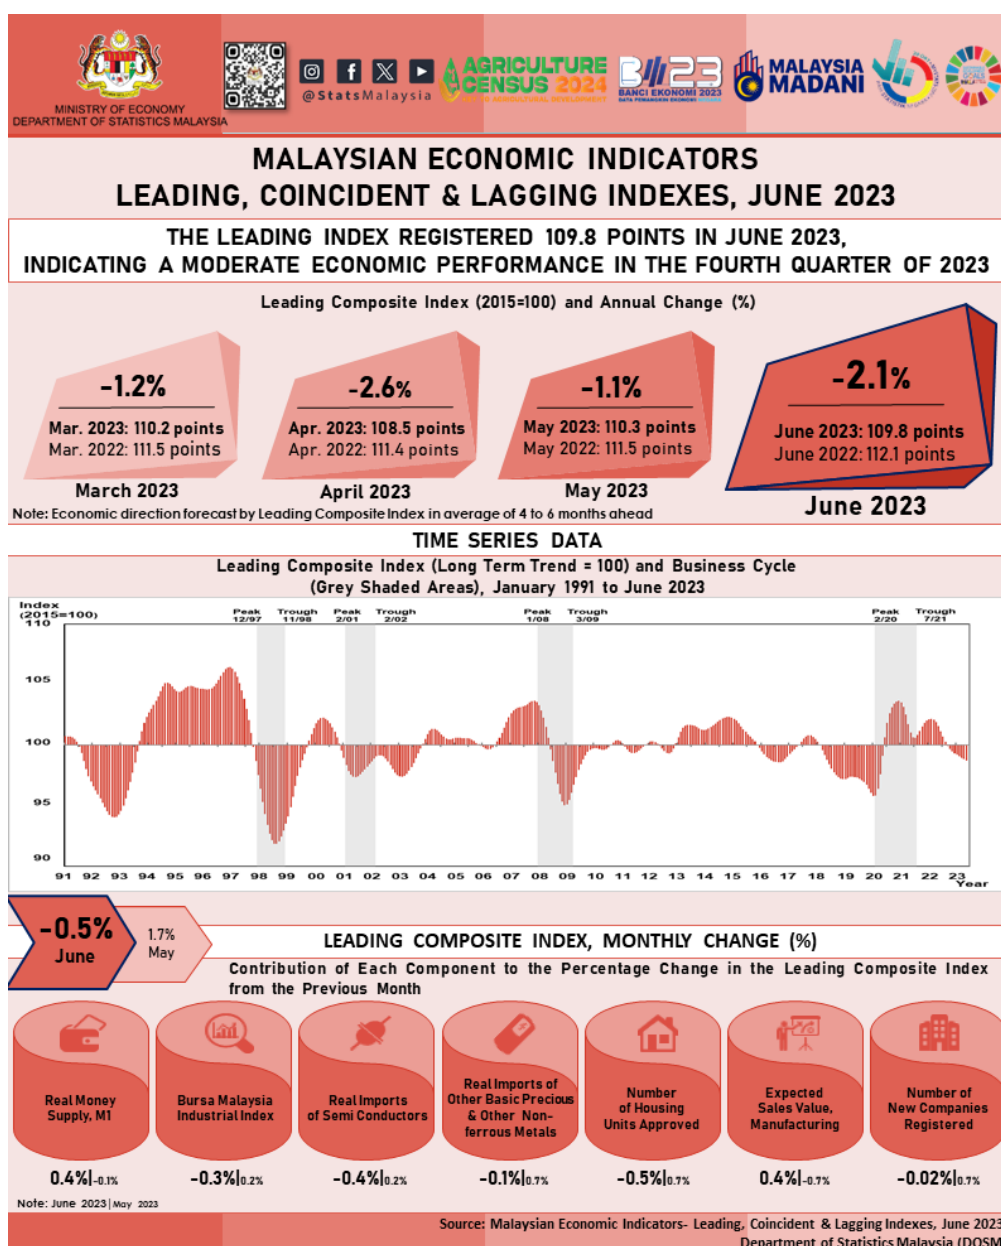 MINISTRY OF ECONOMY
DEPARTMENT OF STATISTICS MALAYSIA
@StatsMalaysia
AGRICULTURE
CENSUS 2024
BANCI EKONOMI 2023
MALAYSIA
MADANI
MALAYSIAN ECONOMIC INDICATORS
LEADING, COINCIDENT & LAGGING INDEXES, JUNE 2023
THE LEADING INDEX REGISTERED 109.8 POINTS IN JUNE 2023,
INDICATING A MODERATE ECONOMIC PERFORMANCE IN THE FOURTH QUARTER OF 2023
Leading Composite Index (2015=100) and Annual Change (%)
-1.2%
Mar. 2023: 110.2 points
Mar. 2022: 111.5 points
March 2023
-2.6%
Apr. 2023: 108.5 points
Apr. 2022: 111.4 points
April 2023
-1.1%
May 2023: 110.3 points
May 2022: 111.5 points
May 2023
-2.1%
June 2023: 109.8 points
June 2022: 112.1 points
June 2023
Note: Economic direction forecast by Leading Composite Index in average of 4 to 6 months ahead
TIME SERIES DATA
Leading Composite Index (Long Term Trend = 100) and Business Cycle
(Grey Shaded Areas), January 1991 to June 2023
Index
(2015=100)
Peak 12/97
Trough 11/98
Peak 2/01
Trough 2/02
Peak 1/08
Trough 3/09
Peak 2/20
Trough 7/21
110
105
100
95
90
91 92 93 94 95 96 97 98 99 00 01 02 03 04 05 06 07 08 09 10 11 12 13 14 15 16 17 18 19 20 21 22 23
Year
-0.5%
June
1.7%
May
LEADING COMPOSITE INDEX, MONTHLY CHANGE (%)
Contribution of Each Component to the Percentage Change in the Leading Composite Index
from the Previous Month
Real Money
Supply, M1
0.4%|-0.1%
Bursa Malaysia
Industrial Index
-0.3%|0.2%
Real Imports
of Semi Conductors
-0.4%|0.2%
Real Imports of
Other Basic Precious
& Other Non-
ferrous Metals
-0.1%|0.7%
Number
of Housing
Units Approved
-0.5%|0.7%
Expected
Sales Value,
Manufacturing
0.4%|-0.7%
Number of
New Companies
Registered
-0.02%|0.7%
Note: June 2023|May 2023
Source: Malaysian Economic Indicators- Leading, Coincident & Lagging Indexes, June 2023
Department of Statistics Malaysia (DOSM